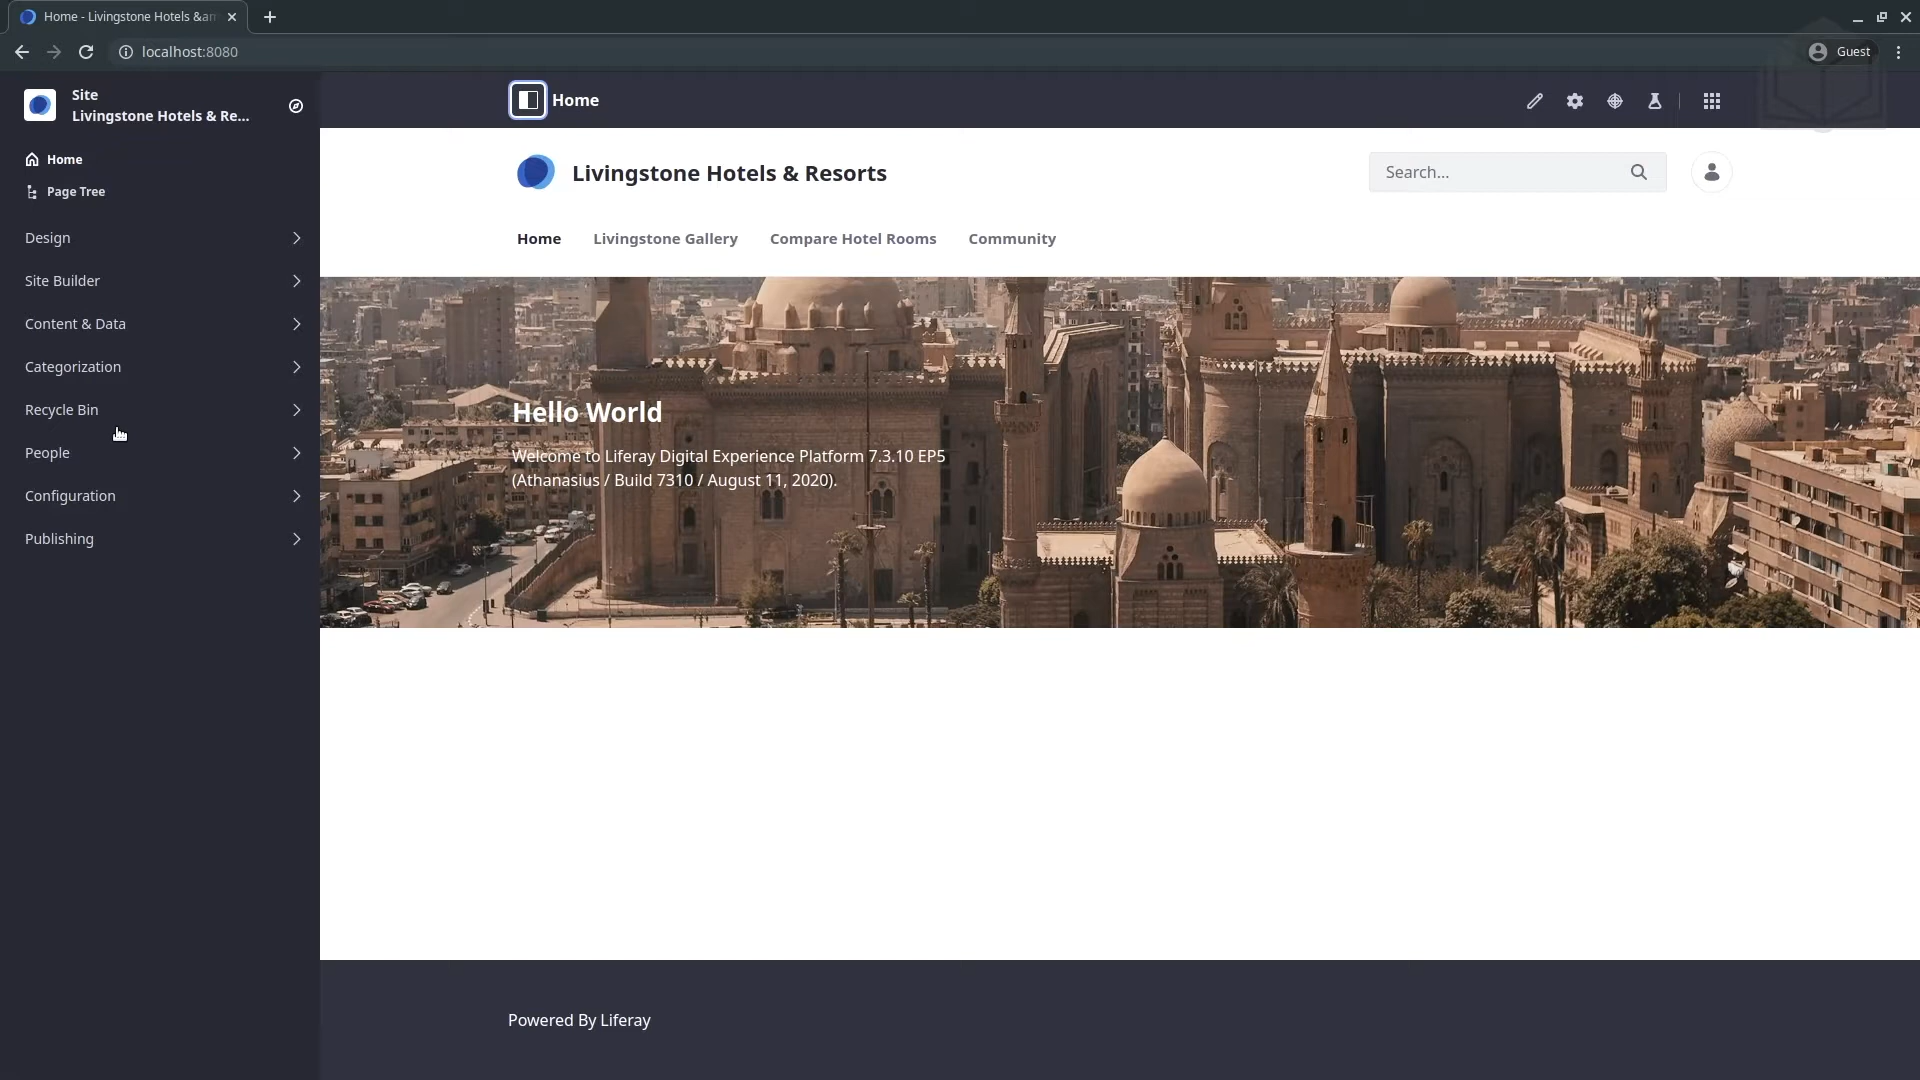 Home - Livingstone Hotels &am
localhost:8080
Guest
Site
Livingstone Hotels & Re...
Home
Page Tree
Design
Site Builder
Content & Data
Categorization
Recycle Bin
People
Configuration
Publishing
Home
Livingstone Hotels & Resorts
Search...
Home Livingstone Gallery Compare Hotel Rooms Community
Hello World
Welcome to Liferay Digital Experience Platform 7.3.10 EP5
(Athanasius / Build 7310 / August 11, 2020).
Powered By Liferay